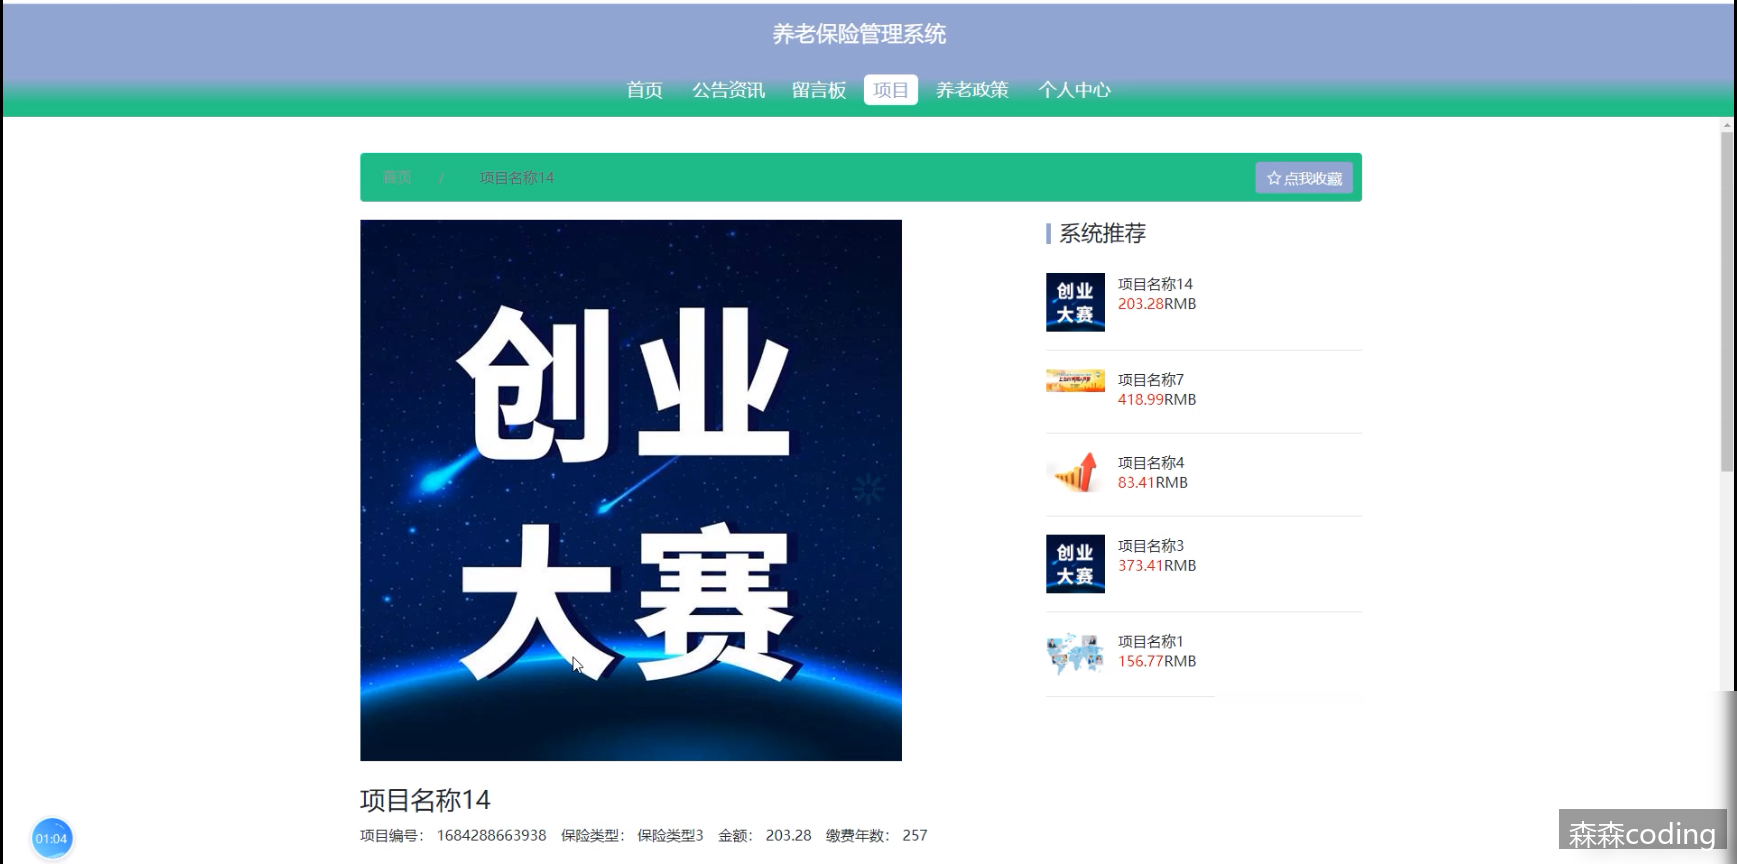 养老保险管理系统
首页 公告资讯 留言板 项目 养老政策 个人中心
首页 / 项目名称14 点我收藏
创业
大赛
系统推荐
创业
大赛
项目名称14
203.28RMB
项目名称7
418.99RMB
项目名称4
83.41RMB
创业
大赛
项目名称3
373.41RMB
项目名称1
156.77RMB
项目名称14
项目编号： 1684288663938 保险类型： 保险类型3 金额： 203.28 缴费年数： 257
01:04
森森coding